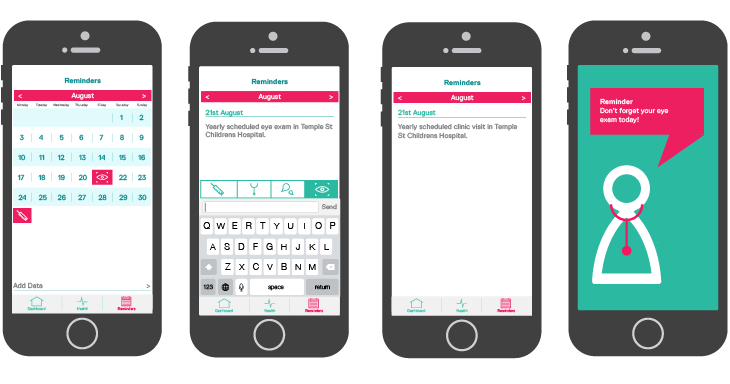 Reminders
< August >
Monday Tuesday Wednesday Thursday Friday Saturday Sunday
1 2
3 4 5 6 7 8 9
10 11 12 13 14 15 16
17 18 19 20 22 23
24 25 26 27 28 29 30
Add Data >
Dashboard Health Reminders
Reminders
< August >
21st August
Yearly scheduled eye exam in Temple St
Childrens Hospital.
Send
Q W E R T Y U I O P
A S D F G H J K L
Z X C V B N M
123 space return
Dashboard Health Reminders
Reminders
< August >
21st August
Yearly scheduled clinic visit in Temple
St Childrens Hospital.
Dashboard Health Reminders
Reminder
Don't forget your eye
exam today!